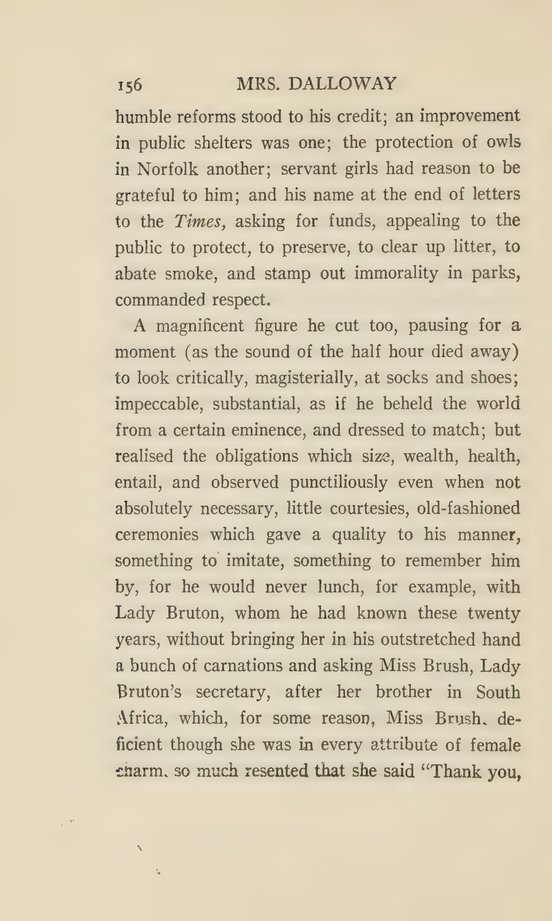 156 MRS. DALLOWAY
humble reforms stood to his credit; an improvement
in public shelters was one; the protection of owls
in Norfolk another; servant girls had reason to be
grateful to him; and his name at the end of letters
to the Times, asking for funds, appealing to the
public to protect, to preserve, to clear up litter, to
abate smoke, and stamp out immorality in parks,
commanded respect.
A magnificent figure he cut too, pausing for a
moment (as the sound of the half hour died away)
to look critically, magisterially, at socks and shoes;
impeccable, substantial, as if he beheld the world
from a certain eminence, and dressed to match; but
realised the obligations which size, wealth, health,
entail, and observed punctiliously even when not
absolutely necessary, little courtesies, old-fashioned
ceremonies which gave a quality to his manner,
something to imitate, something to remember him
by, for he would never lunch, for example, with
Lady Bruton, whom he had known these twenty
years, without bringing her in his outstretched hand
a bunch of carnations and asking Miss Brush, Lady
Bruton's secretary, after her brother in South
Africa, which, for some reason, Miss Brush, de-
ficient though she was in every attribute of female
charm, so much resented that she said "Thank you,